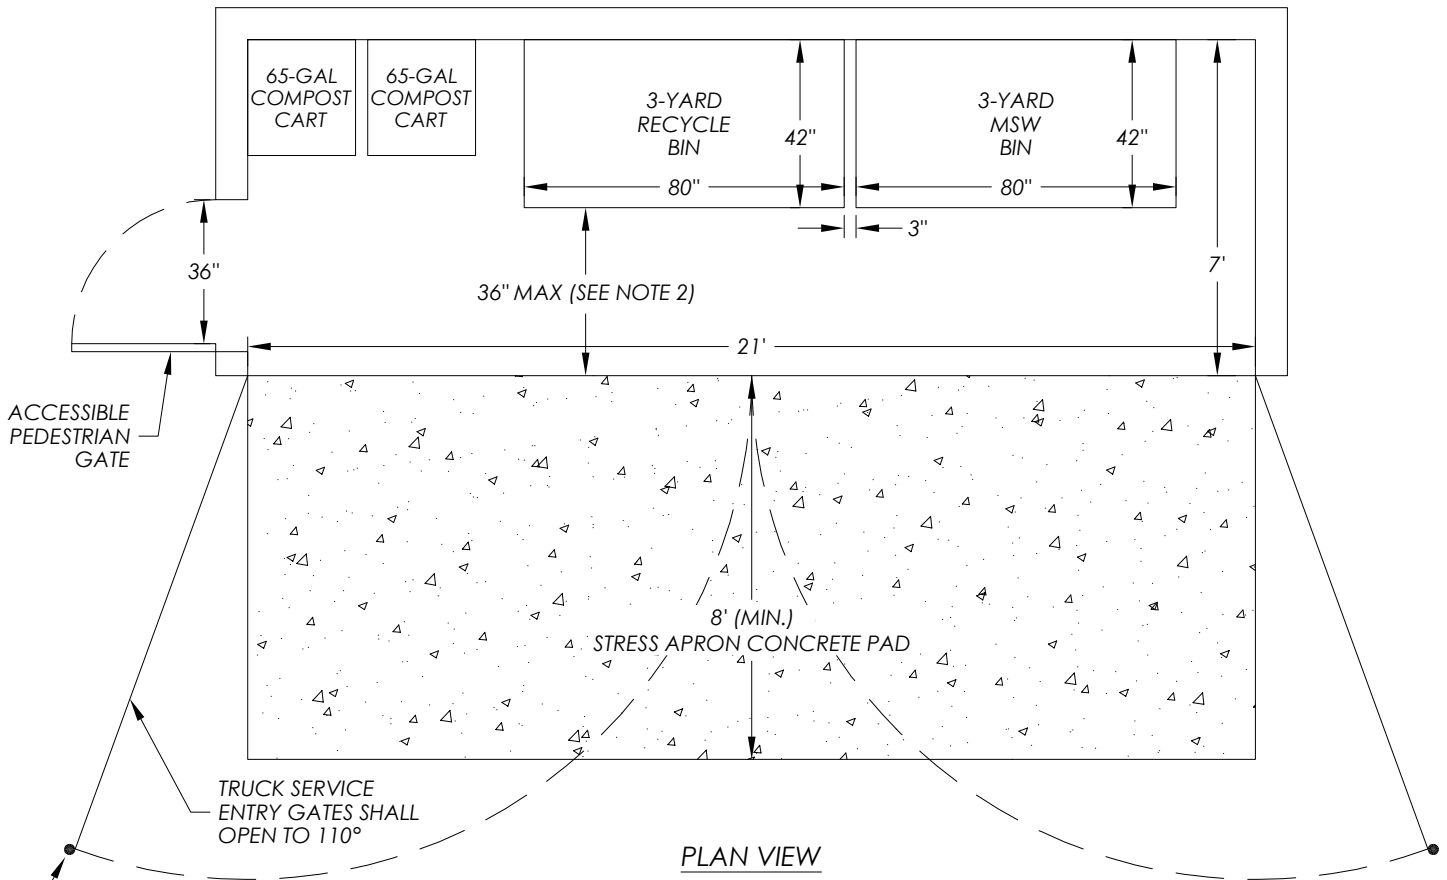 65-GAL
COMPOST
CART
65-GAL
COMPOST
CART
3-YARD
RECYCLE
BIN
42"
80"
3-YARD
MSW
BIN
42"
80"
3"
36"
36" MAX (SEE NOTE 2)
7'
21'
ACCESSIBLE
PEDESTRIAN
GATE
8' (MIN.)
STRESS APRON CONCRETE PAD
TRUCK SERVICE
ENTRY GATES SHALL
OPEN TO 110°
PLAN VIEW